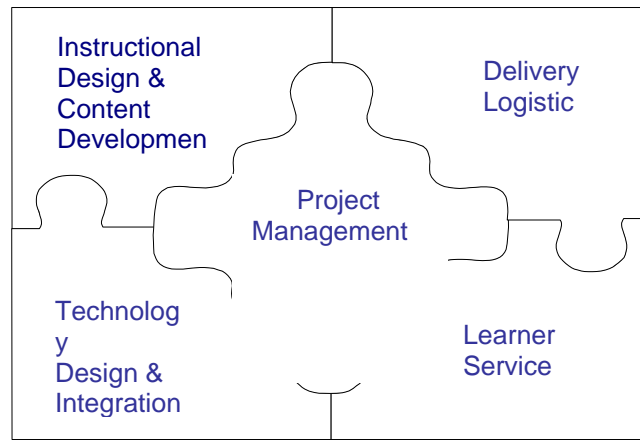 Instructional
Design &
Content
Developmen
Delivery
Logistic
Project
Management
Technolog
y
Design &
Integration
Learner
Service